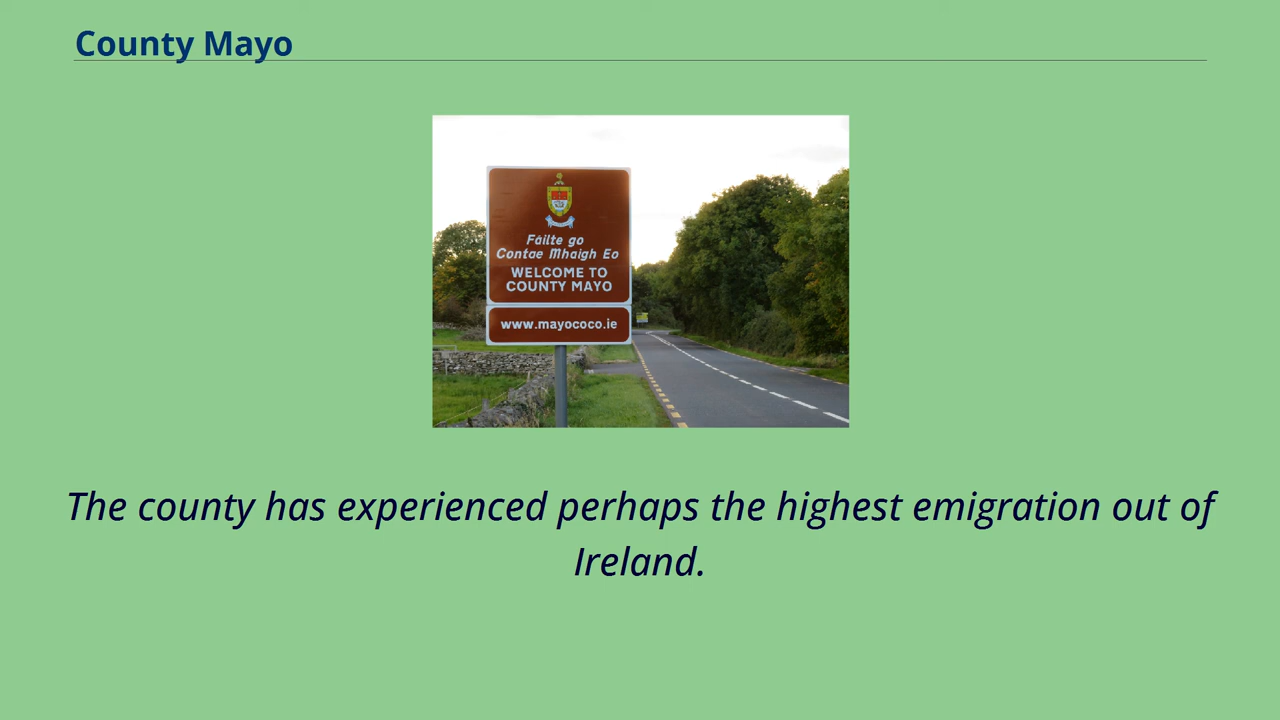 County Mayo
Fáilte go
Contae Mhaigh Eo
WELCOME TO
COUNTY MAYO
www.mayococo.ie
The county has experienced perhaps the highest emigration out of
Ireland.